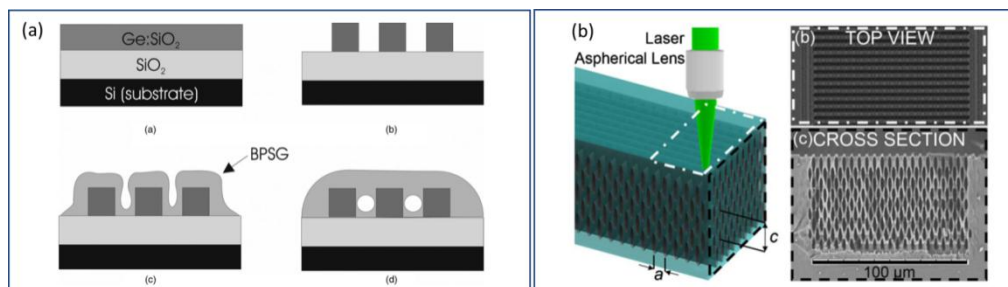 (a)
Ge:SiO₂
SiO₂
Si (substrate)
(a)
(b)
BPSG
(c)
(d)
(b)
Laser
Aspherical Lens
a
c
(b)
TOP VIEW
(c)CROSS SECTION
100 µm